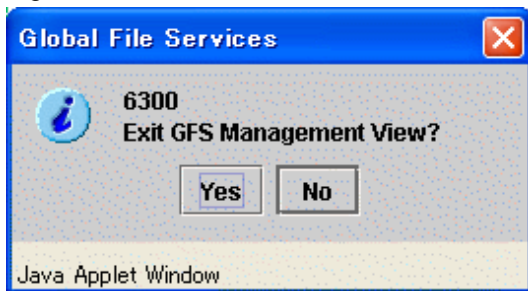 Global File Services
6300
Exit GFS Management View?
Yes No
Java Applet Window